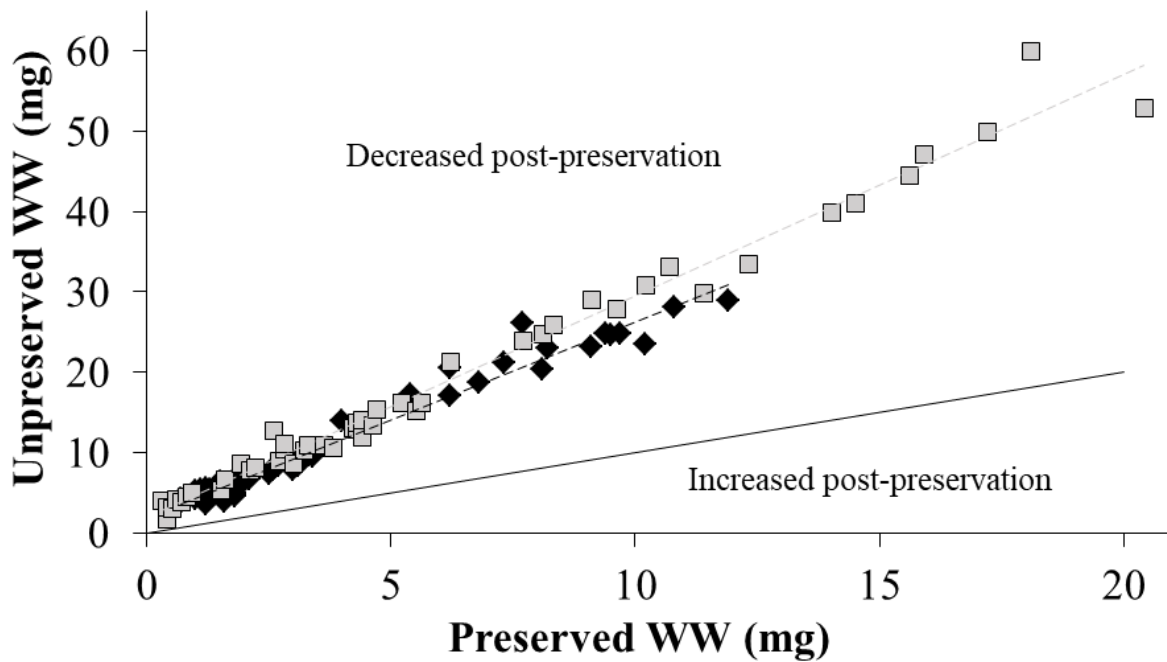 Unpreserved WW (mg)
60
50
40
30
20
10
0
Decreased post-preservation
Increased post-preservation
0 5 10 15 20
Preserved WW (mg)